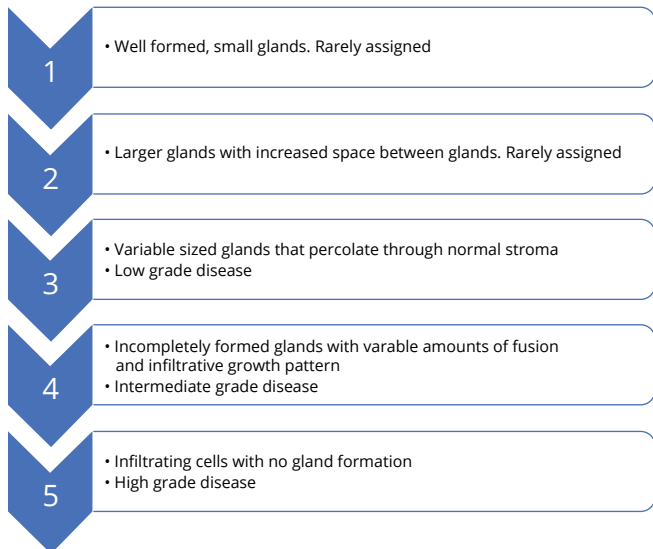 1
• Well formed, small glands. Rarely assigned
2
• Larger glands with increased space between glands. Rarely assigned
3
• Variable sized glands that percolate through normal stroma
• Low grade disease
4
• Incompletely formed glands with varable amounts of fusion
and infiltrative growth pattern
• Intermediate grade disease
5
• Infiltrating cells with no gland formation
• High grade disease